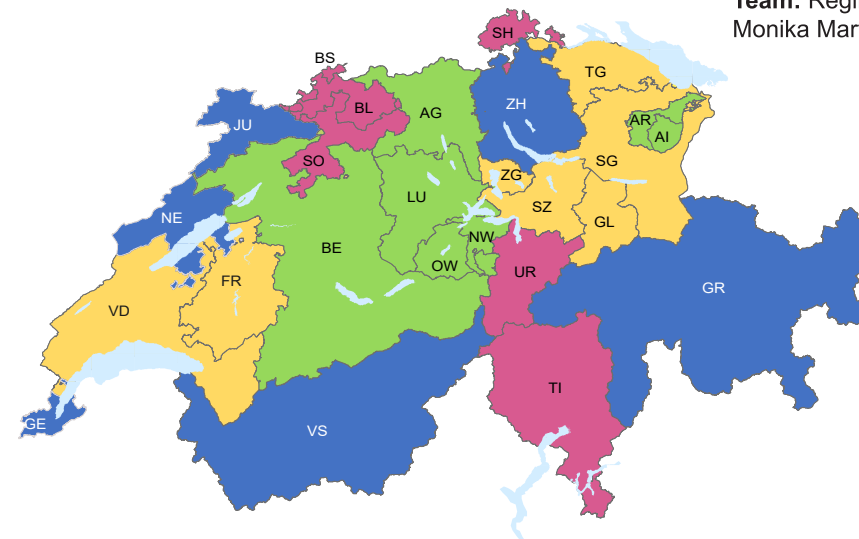 Team: Regi
Monika Mar
SH
BS
TG
BL
ZH
AG
JU
AR
AI
SO
SG
ZG
LU
SZ
NE
GL
NW
BE
OW
UR
FR
GR
VD
TI
GE
VS